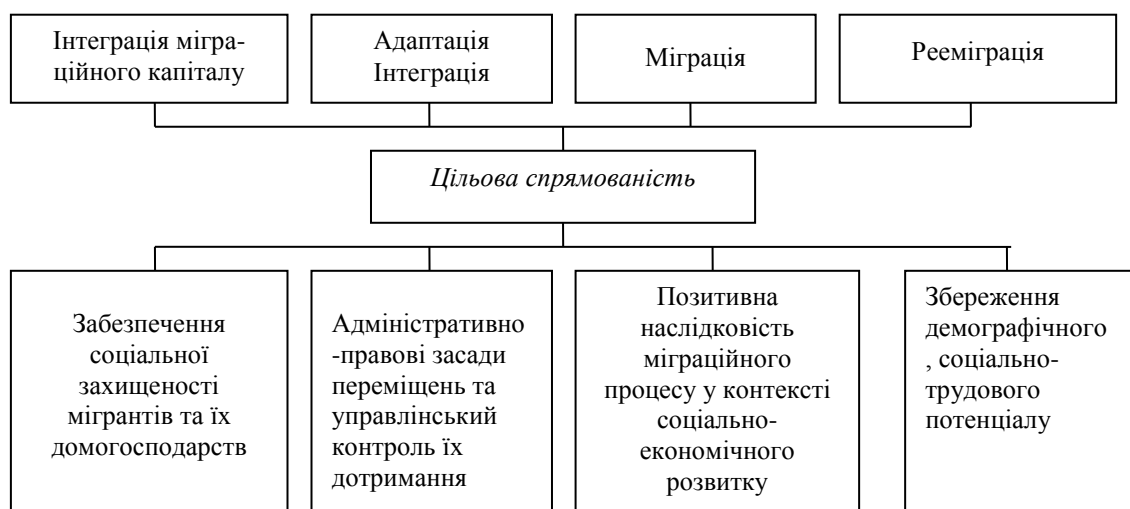 Інтеграція мігра-
ційного капіталу
Адаптація
Інтеграція
Міграція
Рееміграція
Цільова спрямованість
Забезпечення
соціальної
захищеності
мігрантів та їх
домогосподарств
Адміністративно
-правові засади
переміщень та
управлінський
контроль їх
дотримання
Позитивна
наслідковість
міграційного
процесу у контексті
соціально-
економічного
розвитку
Збереження
демографічного
, соціально-
трудового
потенціалу